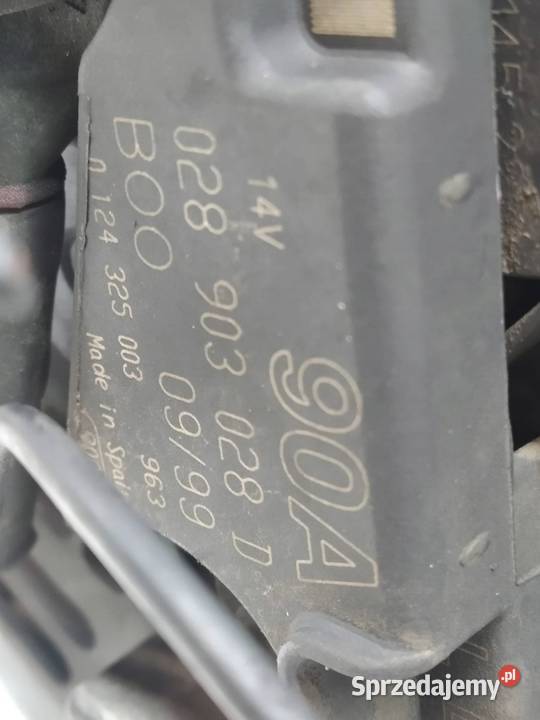 14V 90A
028 903 028 D
BOO 09/99
0 124 325 003 963
Made in Spain
Sprzedajemy.pl